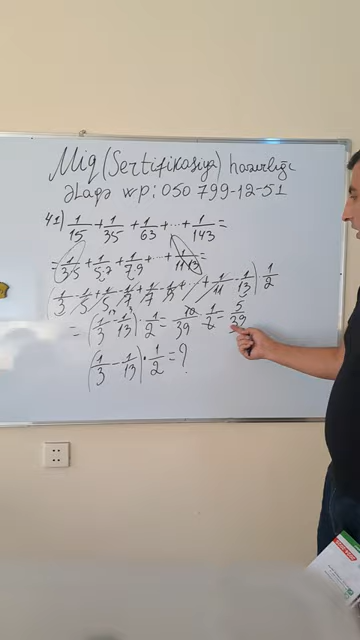 Miq (Sertifikasiya) hazırlığı
Əlaqə wp: 050 799-12-51
41) 1/15 + 1/35 + 1/63 + ... + 1/143 =
= 1/3·5 + 1/5·7 + 1/7·9 + ... + 1/11·13 =
(1/3 - 1/5 + 1/5 - 1/7 + 1/7 - 1/9 + ... + 1/11 - 1/13) · 1/2
= (1/3 - 1/13) · 1/2 = 10/39 · 1/2 = 5/39
(1/3 - 1/13) · 1/2 = ?